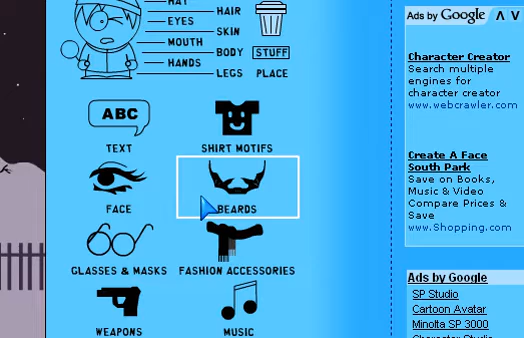 HAT
HAIR
EYES
SKIN
MOUTH
BODY
STUFF
HANDS
LEGS
PLACE
ABC
TEXT
SHIRT MOTIFS
FACE
BEARDS
GLASSES & MASKS
FASHION ACCESSORIES
WEAPONS
MUSIC
Ads by Google
Character Creator
Search multiple
engines for
character creator
www.webcrawler.com
Create A Face
South Park
Save on Books,
Music & Video
Compare Prices &
Save
www.Shopping.com
Ads by Google
SP Studio
Cartoon Avatar
Minotta SP 3000
Character Studio